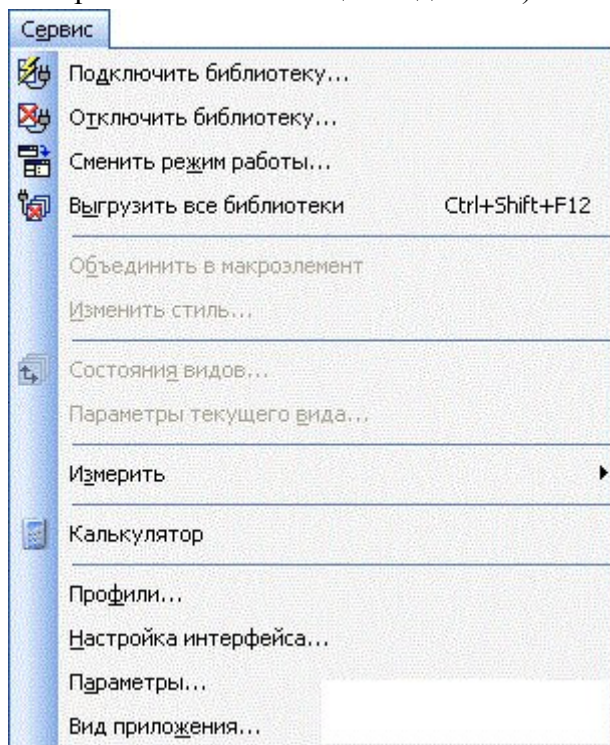 Сервис
Подключить библиотеку...
Отключить библиотеку...
Сменить режим работы...
Выгрузить все библиотеки Ctrl+Shift+F12
Объединить в макроэлемент
Изменить стиль...
Состояния видов...
Параметры текущего вида...
Измерить
Калькулятор
Профили...
Настройка интерфейса...
Параметры...
Вид приложения...